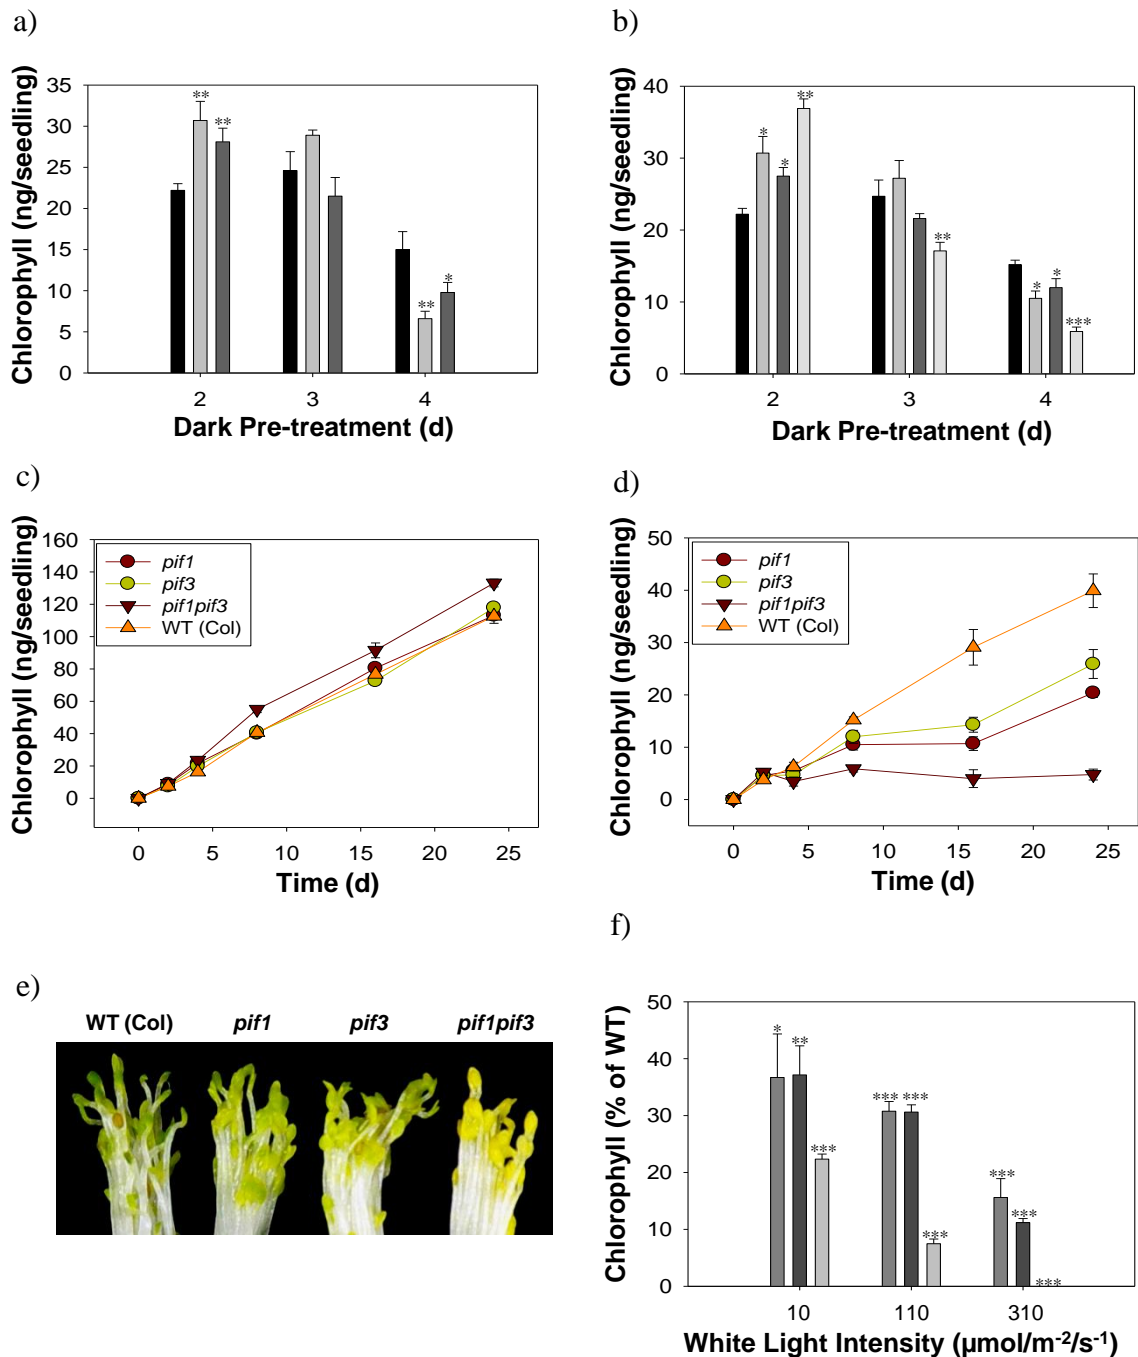 a)
Chlorophyll (ng/seedling)
35
30
25
20
15
10
5
0
**
**
**
*
2
3
4
Dark Pre-treatment (d)
b)
Chlorophyll (ng/seedling)
40
30
20
10
0
*
*
**
**
*
*
***
2
3
4
Dark Pre-treatment (d)
c)
Chlorophyll (ng/seedling)
160
140
120
100
80
60
40
20
0
pif1
pif3
pif1pif3
WT (Col)
0
5
10
15
20
25
Time (d)
d)
Chlorophyll (ng/seedling)
50
40
30
20
10
0
pif1
pif3
pif1pif3
WT (Col)
0
5
10
15
20
25
Time (d)
e)
WT (Col)
pif1
pif3
pif1pif3
f)
Chlorophyll (% of WT)
50
40
30
20
10
0
*
**
***
***
***
***
***
***
***
10
110
310
White Light Intensity (µmol/m⁻²/s⁻¹)